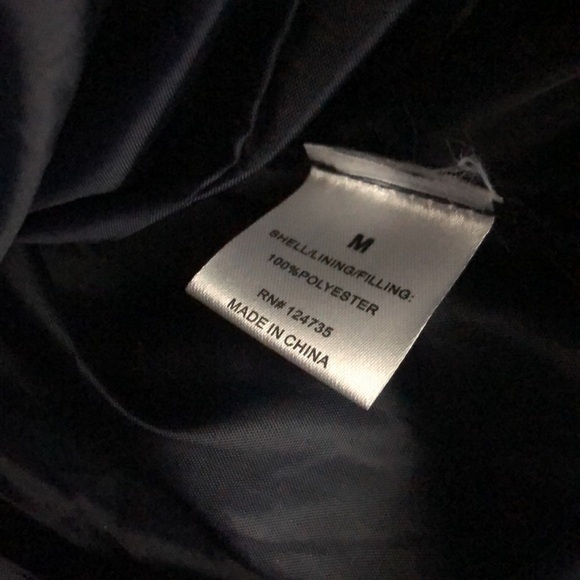 M
SHELL/LINING/FILLING:
100%POLYESTER
RN# 124735
MADE IN CHINA